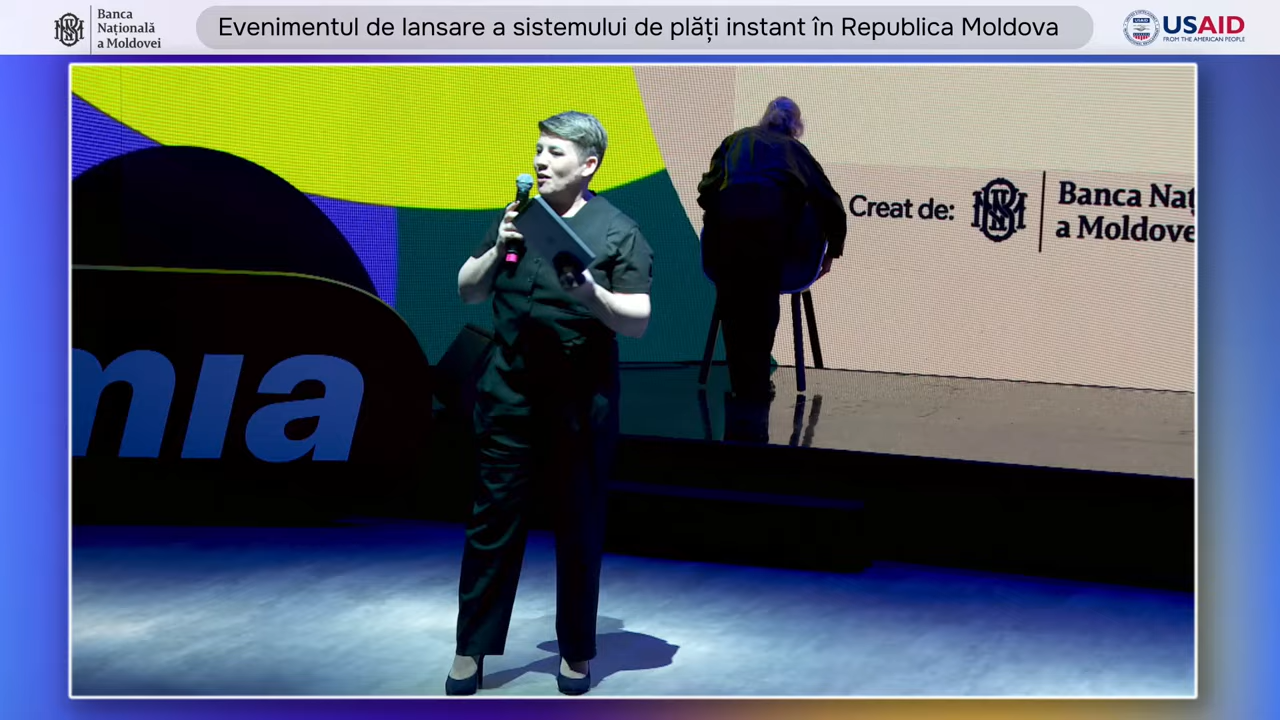 Banca
Națională
a Moldovei
Evenimentul de lansare a sistemului de plăți instant în Republica Moldova
USAID
FROM THE AMERICAN PEOPLE
Creat de:
Banca Naț
a Moldove
mia